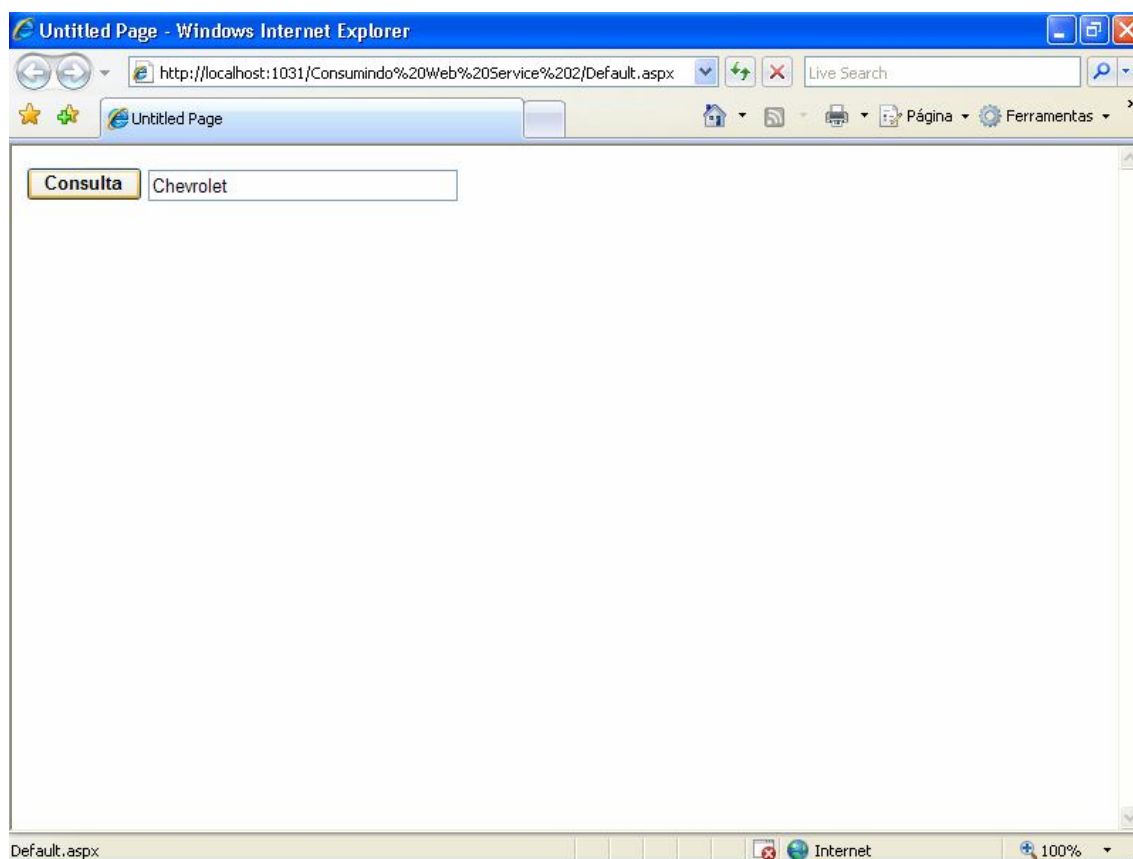 Untitled Page - Windows Internet Explorer
http://localhost:1031/Consumindo%20Web%20Service%202/Default.aspx
Live Search
Untitled Page
Página
Ferramentas
Consulta
Chevrolet
Default.aspx
Internet
100%